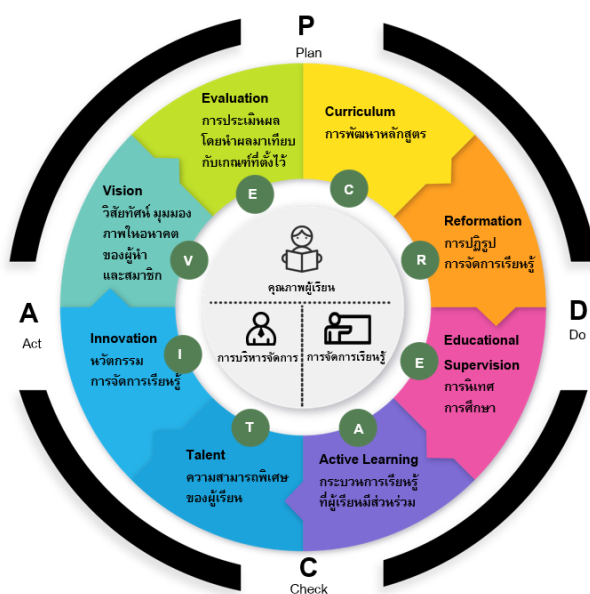 P
Plan
Evaluation
การประเมินผล
โดยนำผลมาเทียบ
กับเกณฑ์ที่ตั้งไว้
E
Curriculum
การพัฒนาหลักสูตร
C
Reformation
การปฏิรูป
การจัดการเรียนรู้
R
D
Do
Educational
Supervision
การนิเทศ
การศึกษา
E
Active Learning
กระบวนการเรียนรู้
ที่ผู้เรียนมีส่วนร่วม
A
C
Check
Talent
ความสามารถพิเศษ
ของผู้เรียน
T
Innovation
นวัตกรรม
การจัดการเรียนรู้
I
A
Act
Vision
วิสัยทัศน์ มุมมอง
ภาพในอนาคต
ของผู้นำ
และสมาชิก
V
คุณภาพผู้เรียน
การบริหารจัดการ
การจัดการเรียนรู้